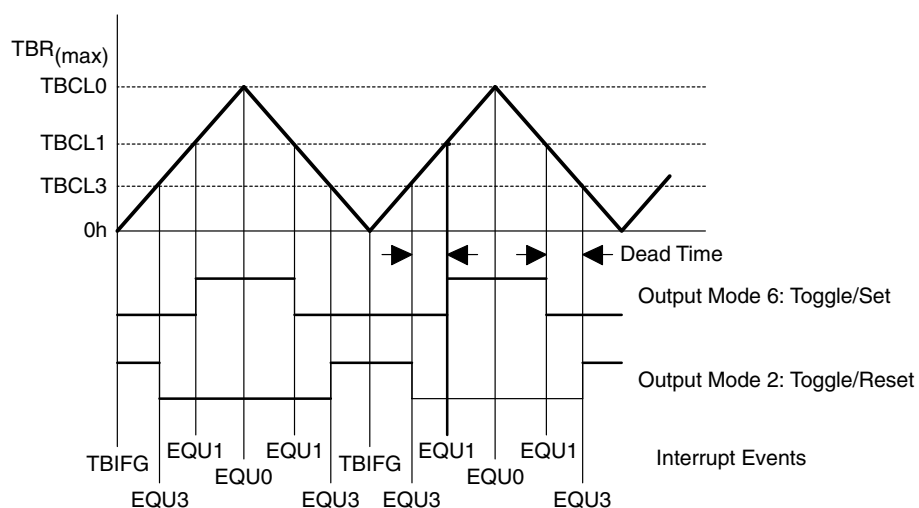 TBR(max)
TBCL0
TBCL1
TBCL3
0h
Dead Time
Output Mode 6: Toggle/Set
Output Mode 2: Toggle/Reset
TBIFG
EQU3
EQU1
EQU0
EQU1
EQU3
TBIFG
EQU3
EQU1
EQU0
EQU1
EQU3
Interrupt Events